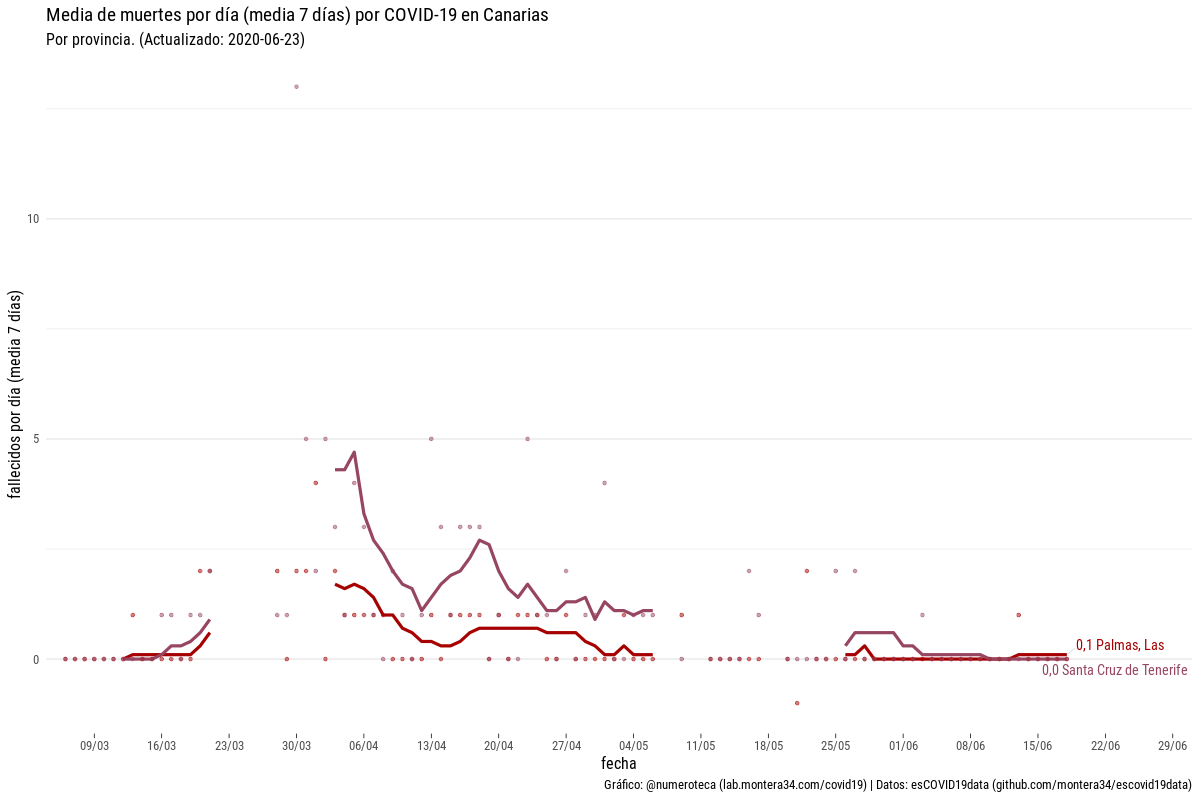 Media de muertes por día (media 7 días) por COVID-19 en Canarias
Por provincia. (Actualizado: 2020-06-23)
fallecidos por día (media 7 días)
10
5
0
0,1 Palmas, Las
0,0 Santa Cruz de Tenerife
09/03 16/03 23/03 30/03 06/04 13/04 20/04 27/04 04/05 11/05 18/05 25/05 01/06 08/06 15/06 22/06 29/06
fecha
Gráfico: @numeroteca (lab.montera34.com/covid19) | Datos: esCOVID19data (github.com/montera34/escovid19data)